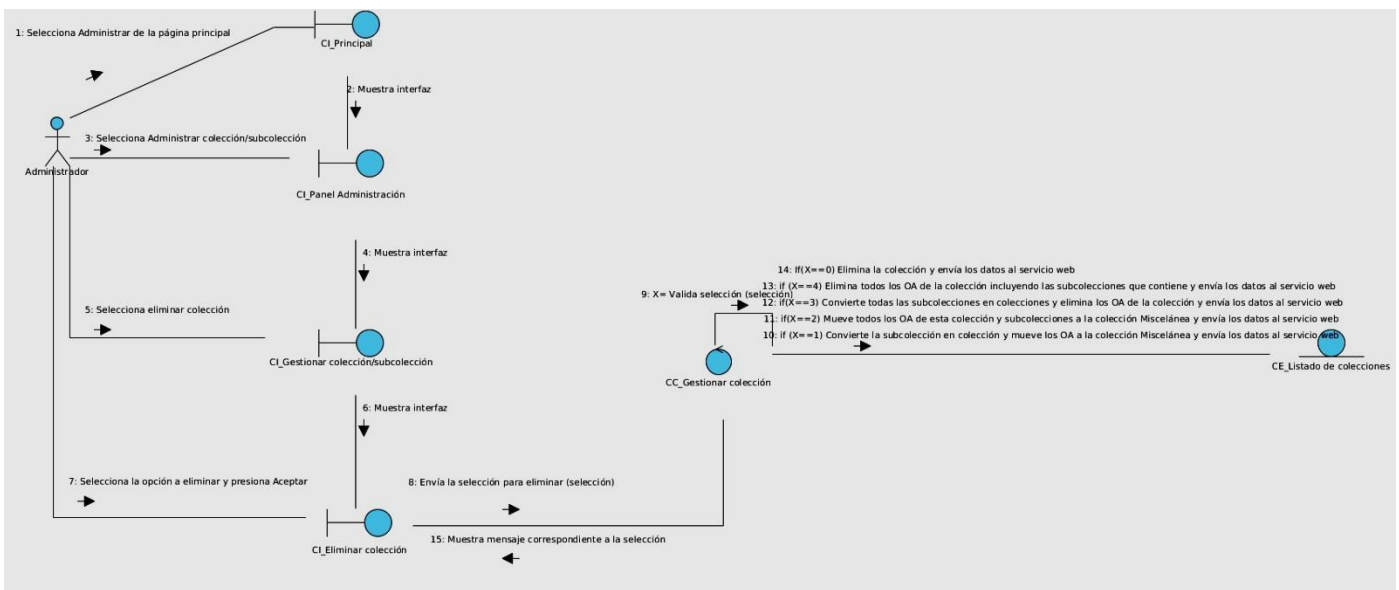 1: Selecciona Administrar de la página principal
CI_Principal
2: Muestra interfaz
3: Selecciona Administrar colección/subcolección
Administrador
CI_Panel Administración
4: Muestra interfaz
5: Selecciona eliminar colección
CI_Gestionar colección/subcolección
6: Muestra interfaz
7: Selecciona la opción a eliminar y presiona Aceptar
8: Envía la selección para eliminar (selección)
CI_Eliminar colección
15: Muestra mensaje correspondiente a la selección
9: X= Valida selección (selección)
CC_Gestionar colección
14: If(X==0) Elimina la colección y envía los datos al servicio web
13: if (X==4) Elimina todos los OA de la colección incluyendo las subcolecciones que contiene y envía los datos al servicio web
12: if(X==3) Convierte todas las subcolecciones en colecciones y elimina los OA de la colección y envía los datos al servicio web
11: if(X==2) Mueve todos los OA de esta colección y subcolecciones a la colección Miscelánea y envía los datos al servicio web
10: if (X==1) Convierte la subcolección en colección y mueve los OA a la colección Miscelánea y envía los datos al servicio web
CE_Listado de colecciones